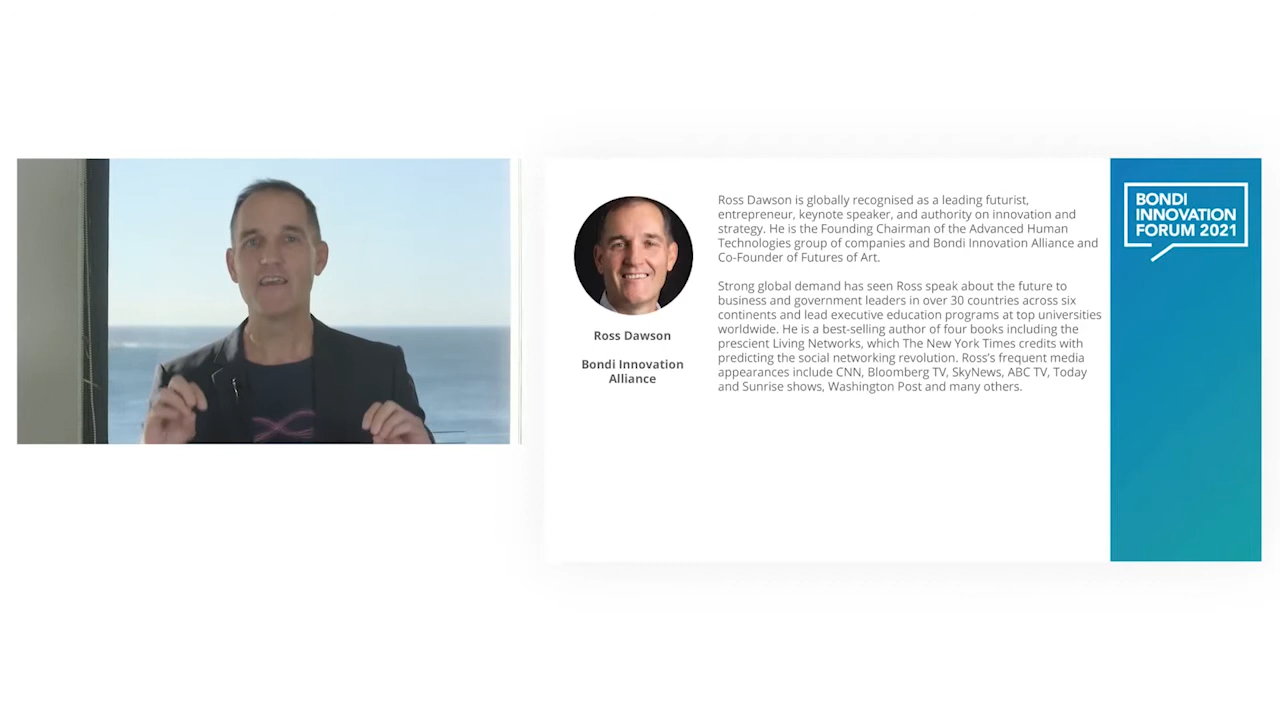 Ross Dawson
Bondi Innovation
Alliance
Ross Dawson is globally recognised as a leading futurist,
entrepreneur, keynote speaker, and authority on innovation and
strategy. He is the Founding Chairman of the Advanced Human
Technologies group of companies and Bondi Innovation Alliance and
Co-Founder of Futures of Art.
Strong global demand has seen Ross speak about the future to
business and government leaders in over 30 countries across six
continents and lead executive education programs at top universities
worldwide. He is a best-selling author of four books including the
prescient Living Networks, which The New York Times credits with
predicting the social networking revolution. Ross’s frequent media
appearances include CNN, Bloomberg TV, SkyNews, ABC TV, Today
and Sunrise shows, Washington Post and many others.
BONDI
INNOVATION
FORUM 2021